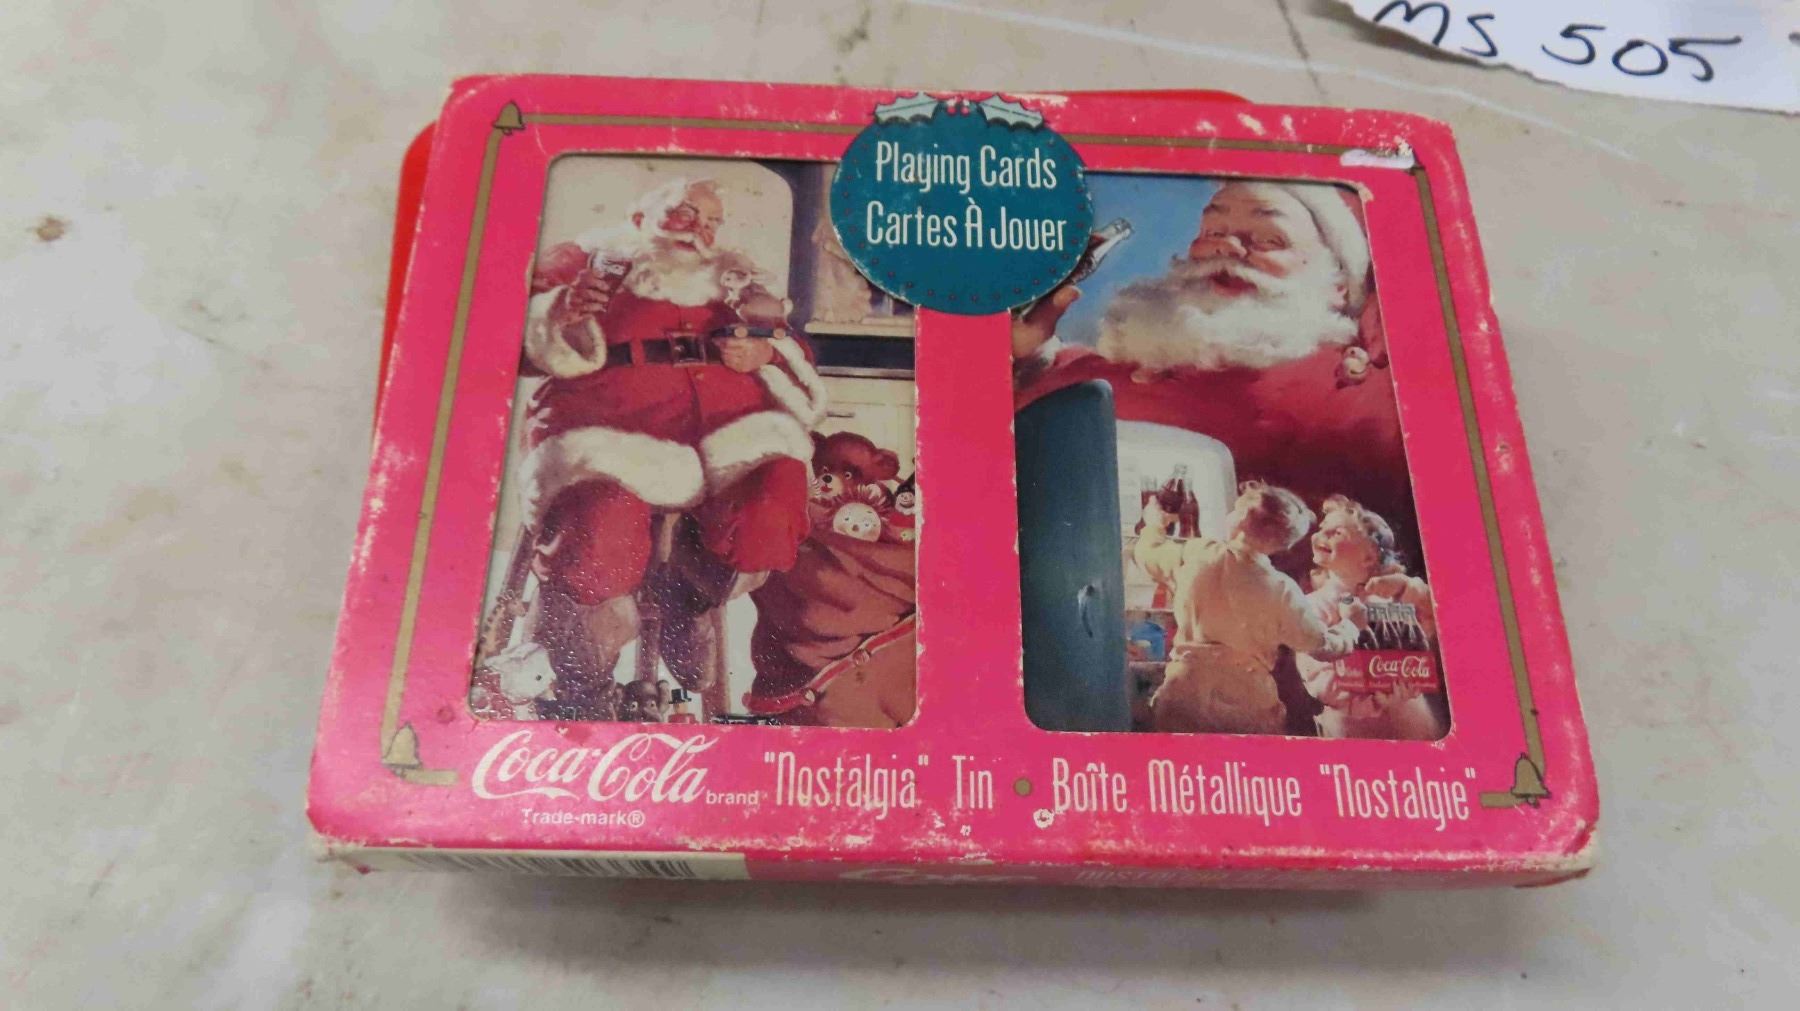 MS 505
Playing Cards
Cartes À Jouer
Coca-Cola
Coca-Cola brand "Nostalgia" Tin • Boîte Métallique "Nostalgie"
Trade-mark®